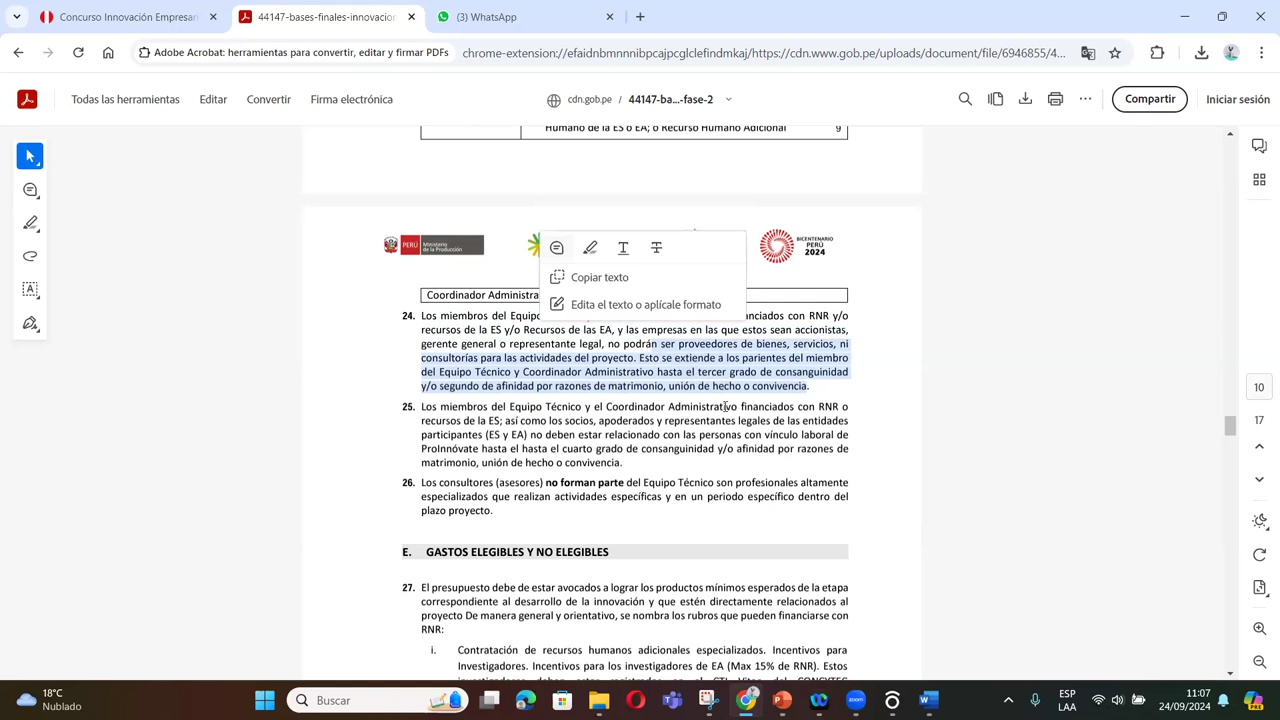 Concurso Innovación Empresar
44147-bases-finales-innovacion
(3) WhatsApp
Adobe Acrobat: herramientas para convertir, editar y firmar PDFs
chrome-extension://efaidnbmnnnibpcajpcglclefindmkaj/https://cdn.www.gob.pe/uploads/document/file/6946855/4...
Todas las herramientas
Editar
Convertir
Firma electrónica
cdn.gob.pe / 44147-ba...-fase-2
Compartir
Iniciar sesión
Humano de la ES o EA; o Recurso Humano Adicional
9
PERÚ Ministerio de la Producción
BICENTENARIO
PERÚ
2024
Copiar texto
Edita el texto o aplícale formato
Coordinador Administra
24. Los miembros del Equipo
nanciados con RNR y/o
recursos de la ES y/o Recursos de las EA, y las empresas en las que estos sean accionistas,
gerente general o representante legal, no podrán ser proveedores de bienes, servicios, ni
consultorías para las actividades del proyecto. Esto se extiende a los parientes del miembro
del Equipo Técnico y Coordinador Administrativo hasta el tercer grado de consanguinidad
y/o segundo de afinidad por razones de matrimonio, unión de hecho o convivencia.
25. Los miembros del Equipo Técnico y el Coordinador Administrativo financiados con RNR o
recursos de la ES; así como los socios, apoderados y representantes legales de las entidades
participantes (ES y EA) no deben estar relacionado con las personas con vínculo laboral de
ProInnóvate hasta el hasta el cuarto grado de consanguinidad y/o afinidad por razones de
matrimonio, unión de hecho o convivencia.
26. Los consultores (asesores) no forman parte del Equipo Técnico son profesionales altamente
especializados que realizan actividades específicas y en un periodo específico dentro del
plazo proyecto.
E. GASTOS ELEGIBLES Y NO ELEGIBLES
27. El presupuesto debe de estar avocados a lograr los productos mínimos esperados de la etapa
correspondiente al desarrollo de la innovación y que estén directamente relacionados al
proyecto De manera general y orientativo, se nombra los rubros que pueden financiarse con
RNR:
i. Contratación de recursos humanos adicionales especializados. Incentivos para
Investigadores. Incentivos para los investigadores de EA (Max 15% de RNR). Estos
10
17
18°C
Nublado
Buscar
ESP
LAA
11:07
24/09/2024